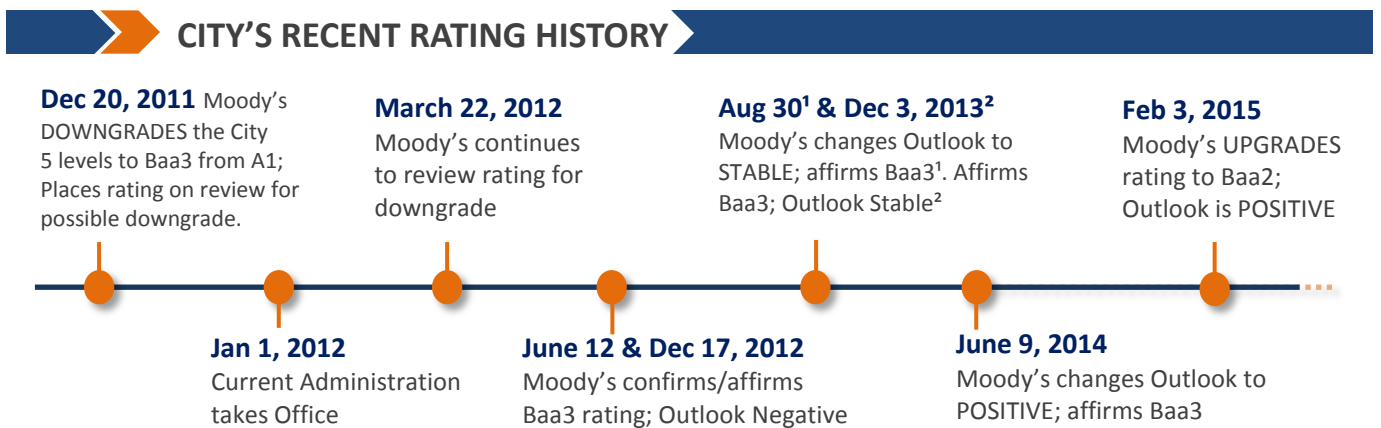 CITY’S RECENT RATING HISTORY
Dec 20, 2011 Moody’s
DOWNGRADES the City
5 levels to Baa3 from A1;
Places rating on review for
possible downgrade.
March 22, 2012
Moody’s continues
to review rating for
downgrade
Aug 30¹ & Dec 3, 2013²
Moody’s changes Outlook to
STABLE; affirms Baa3¹. Affirms
Baa3; Outlook Stable²
Feb 3, 2015
Moody’s UPGRADES
rating to Baa2;
Outlook is POSITIVE
Jan 1, 2012
Current Administration
takes Office
June 12 & Dec 17, 2012
Moody’s confirms/affirms
Baa3 rating; Outlook Negative
June 9, 2014
Moody’s changes Outlook to
POSITIVE; affirms Baa3